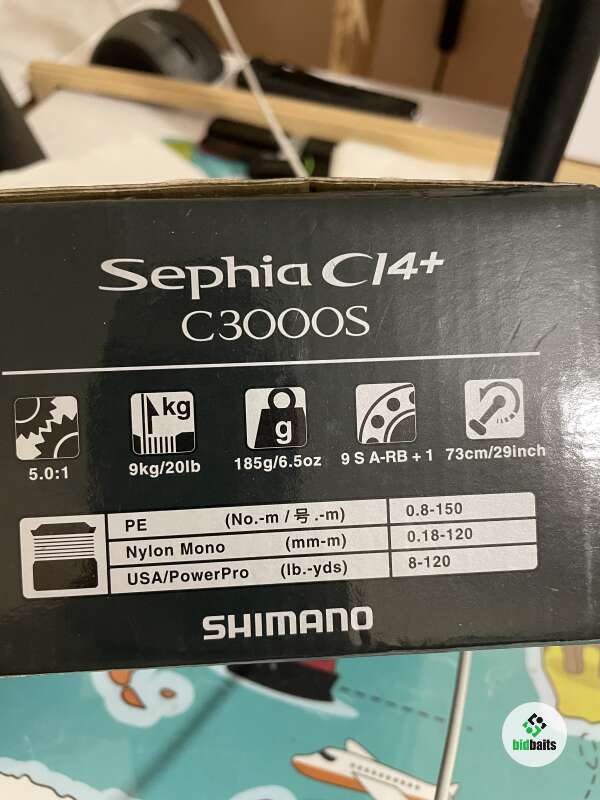 Sephia CI4+
C3000S
kg
g
5.0:1
9kg/20lb
185g/6.5oz
9 S A-RB + 1
73cm/29inch
PE (No.-m / 号.-m) 0.8-150
Nylon Mono (mm-m) 0.18-120
USA/PowerPro (lb.-yds) 8-120
SHIMANO
bidbaits